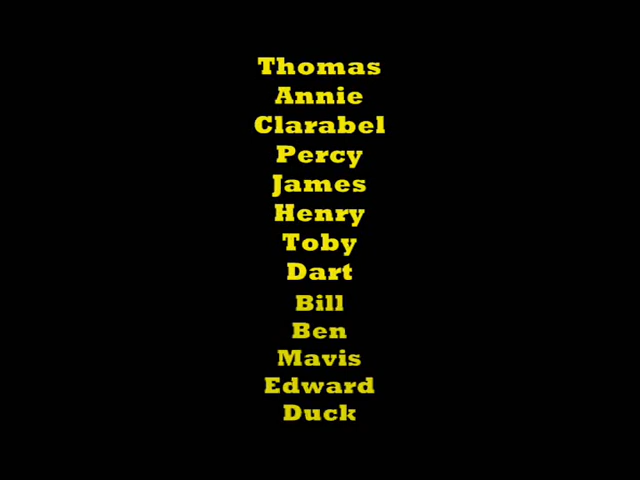 Thomas
Annie
Clarabel
Percy
James
Henry
Toby
Dart
Bill
Ben
Mavis
Edward
Duck